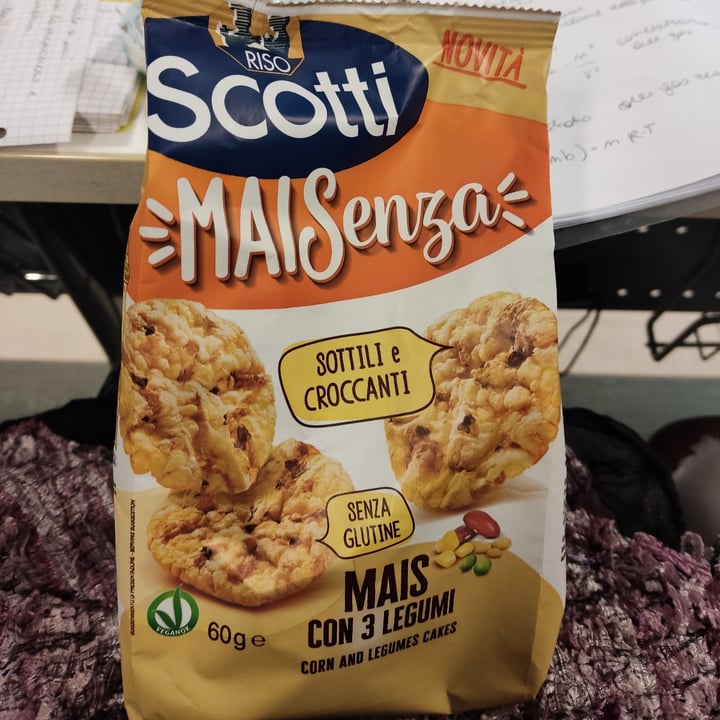 RISO
Scotti
NOVITÀ
MAISenza
SOTTILI e
CROCCANTI
SENZA
GLUTINE
MAIS
CON 3 LEGUMI
CORN AND LEGUMES CAKES
VEGANOK
60g e